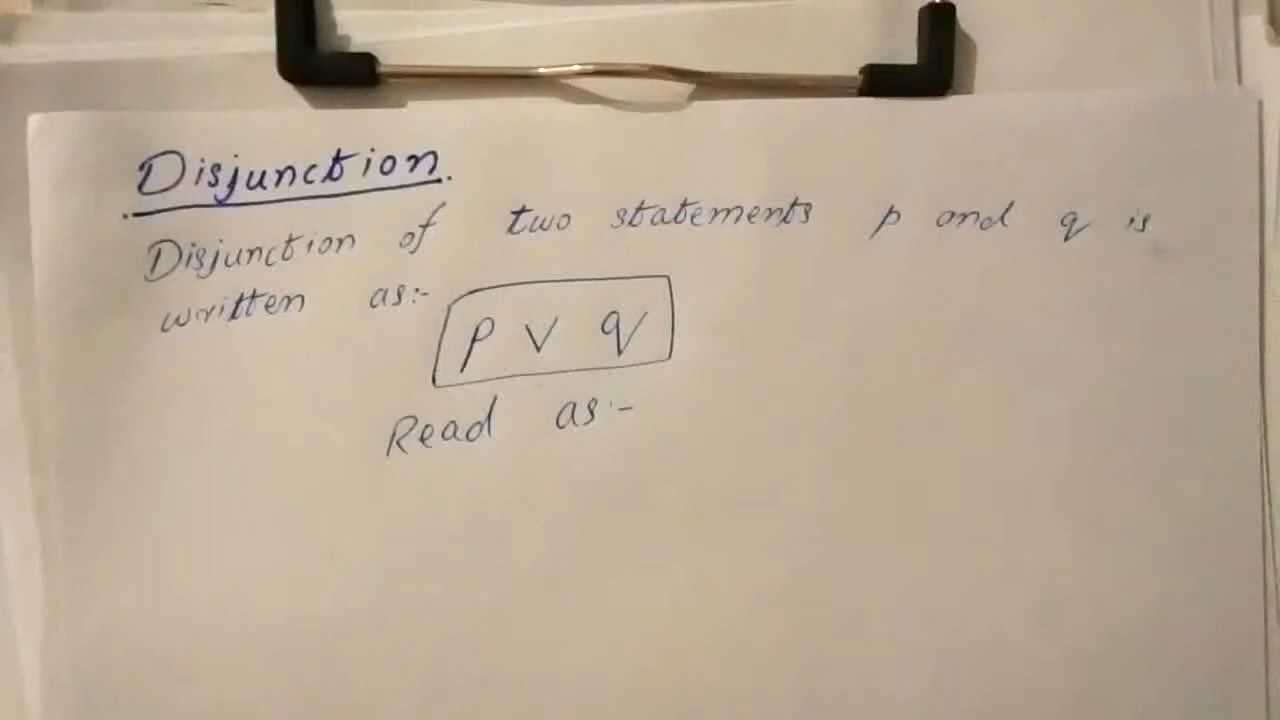 Disjunction.
Disjunction of two statements p and q is
written as:-
p ∨ q
Read as:-